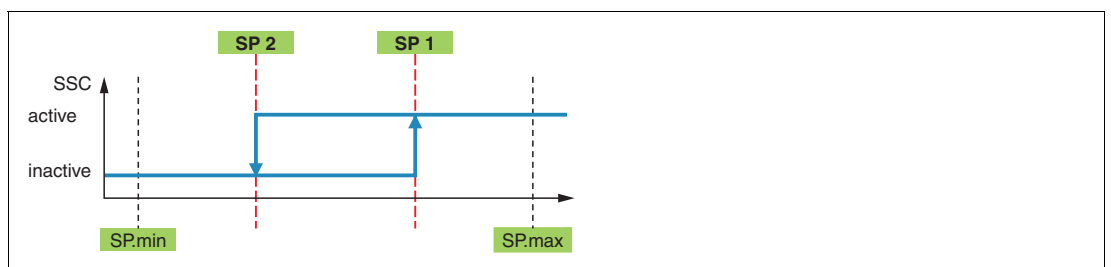 SP 2 SP 1
SSC
active
inactive
SP.min SP.max